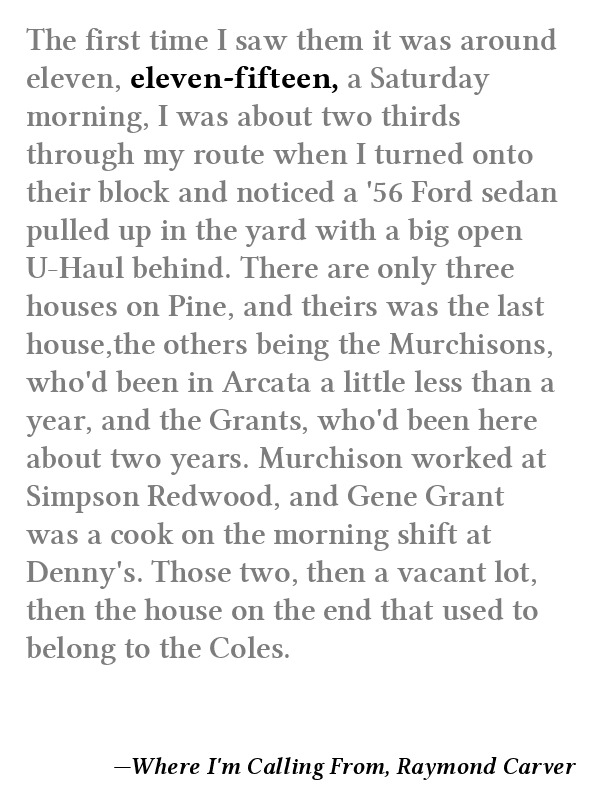 The first time I saw them it was around
eleven, eleven-fifteen, a Saturday
morning, I was about two thirds
through my route when I turned onto
their block and noticed a '56 Ford sedan
pulled up in the yard with a big open
U-Haul behind. There are only three
houses on Pine, and theirs was the last
house,the others being the Murchisons,
who'd been in Arcata a little less than a
year, and the Grants, who'd been here
about two years. Murchison worked at
Simpson Redwood, and Gene Grant
was a cook on the morning shift at
Denny's. Those two, then a vacant lot,
then the house on the end that used to
belong to the Coles.
—Where I'm Calling From, Raymond Carver